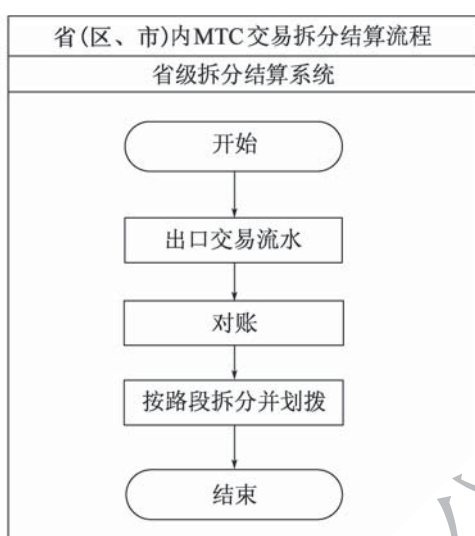 省(区、市)内MTC交易拆分结算流程
省级拆分结算系统
开始
出口交易流水
对账
按路段拆分并划拨
结束